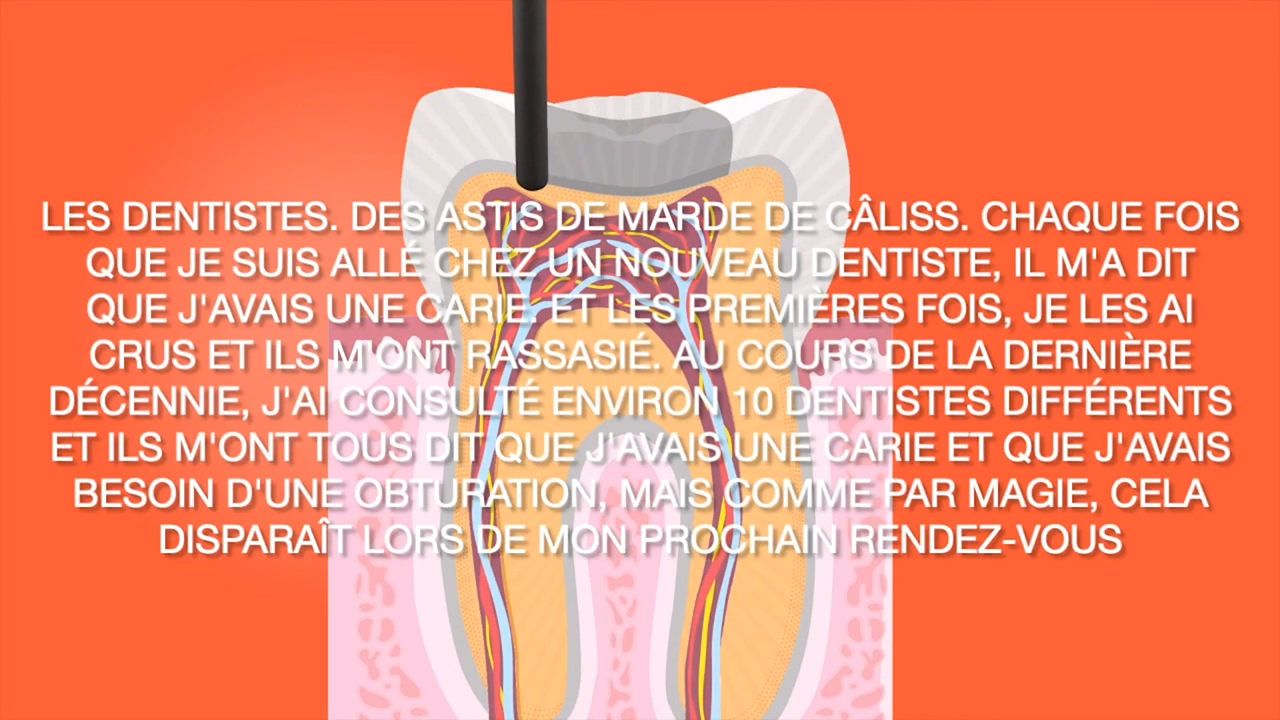 LES DENTISTES. DES ASTIS DE MARDE DE CÂLISS. CHAQUE FOIS
QUE JE SUIS ALLÉ CHEZ UN NOUVEAU DENTISTE, IL M'A DIT
QUE J'AVAIS UNE CARIE. ET LES PREMIÈRES FOIS, JE LES AI
CRUS ET ILS M'ONT RASSASIÉ. AU COURS DE LA DERNIÈRE
DÉCENNIE, J'AI CONSULTÉ ENVIRON 10 DENTISTES DIFFÉRENTS
ET ILS M'ONT TOUS DIT QUE J'AVAIS UNE CARIE ET QUE J'AVAIS
BESOIN D'UNE OBTURATION, MAIS COMME PAR MAGIE, CELA
DISPARAÎT LORS DE MON PROCHAIN RENDEZ-VOUS